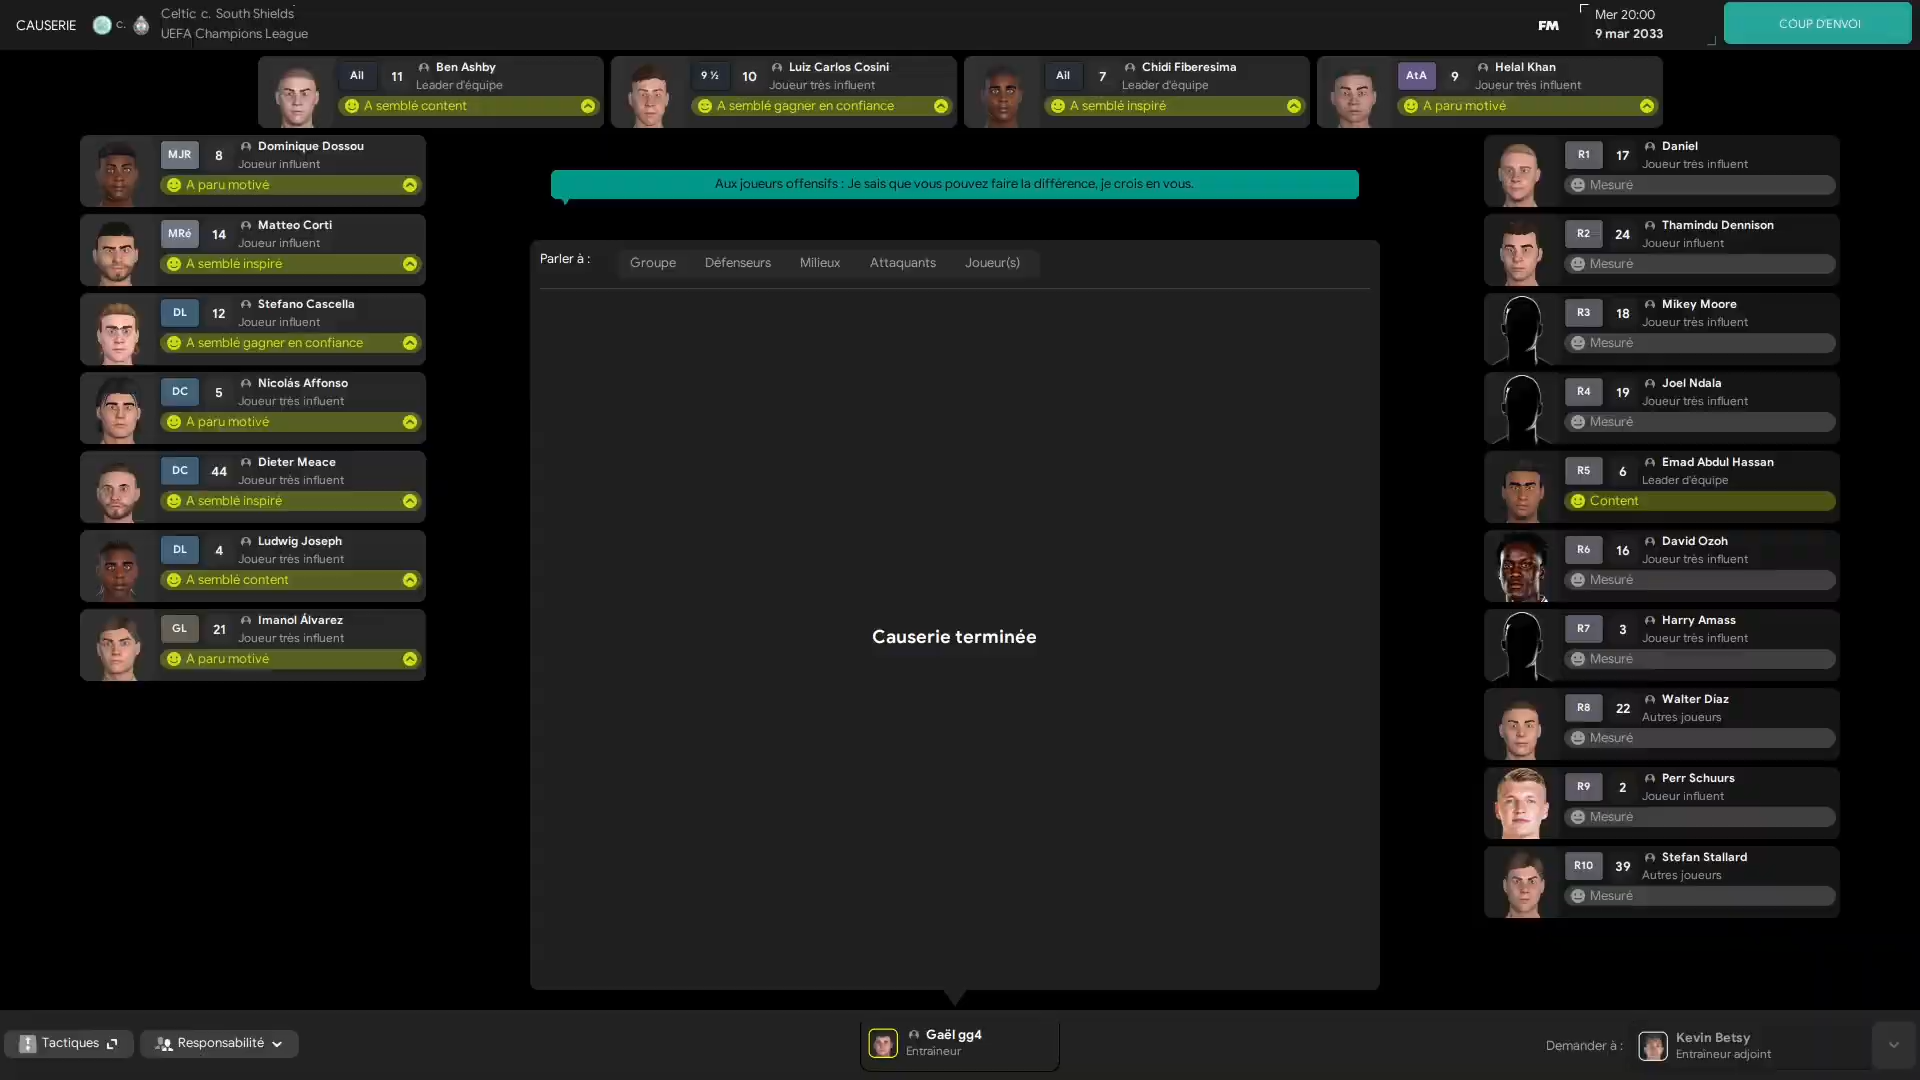 CAUSERIE
c.
Celtic c. South Shields
UEFA Champions League
FM
Mer 20:00
9 mar 2033
COUP D'ENVOI
Ail
11
Ben Ashby
Leader d'équipe
A semblé content
9 ½
10
Luiz Carlos Cosini
Joueur très influent
A semblé gagner en confiance
Ail
7
Chidi Fiberesima
Leader d'équipe
A semblé inspiré
AtA
9
Helal Khan
Joueur très influent
A paru motivé
MJR
8
Dominique Dossou
Joueur influent
A paru motivé
MRé
14
Matteo Corti
Joueur influent
A semblé inspiré
DL
12
Stefano Cascella
Joueur influent
A semblé gagner en confiance
DC
5
Nicolás Affonso
Joueur très influent
A paru motivé
DC
44
Dieter Meace
Joueur très influent
A semblé inspiré
DL
4
Ludwig Joseph
Joueur très influent
A semblé content
GL
21
Imanol Álvarez
Joueur très influent
A paru motivé
Aux joueurs offensifs : Je sais que vous pouvez faire la différence, je crois en vous.
Parler à :
Groupe
Défenseurs
Milieux
Attaquants
Joueur(s)
Causerie terminée
R1
17
Daniel
Joueur très influent
Mesuré
R2
24
Thamindu Dennison
Joueur influent
Mesuré
R3
18
Mikey Moore
Joueur très influent
Mesuré
R4
19
Joel Ndala
Joueur très influent
Mesuré
R5
6
Emad Abdul Hassan
Leader d'équipe
Content
R6
16
David Ozoh
Joueur très influent
Mesuré
R7
3
Harry Amass
Joueur très influent
Mesuré
R8
22
Walter Díaz
Autres joueurs
Mesuré
R9
2
Perr Schuurs
Joueur influent
Mesuré
R10
39
Stefan Stallard
Autres joueurs
Mesuré
Tactiques
Responsabilité
Gaël gg4
Entraîneur
Demander à :
Kevin Betsy
Entraîneur adjoint